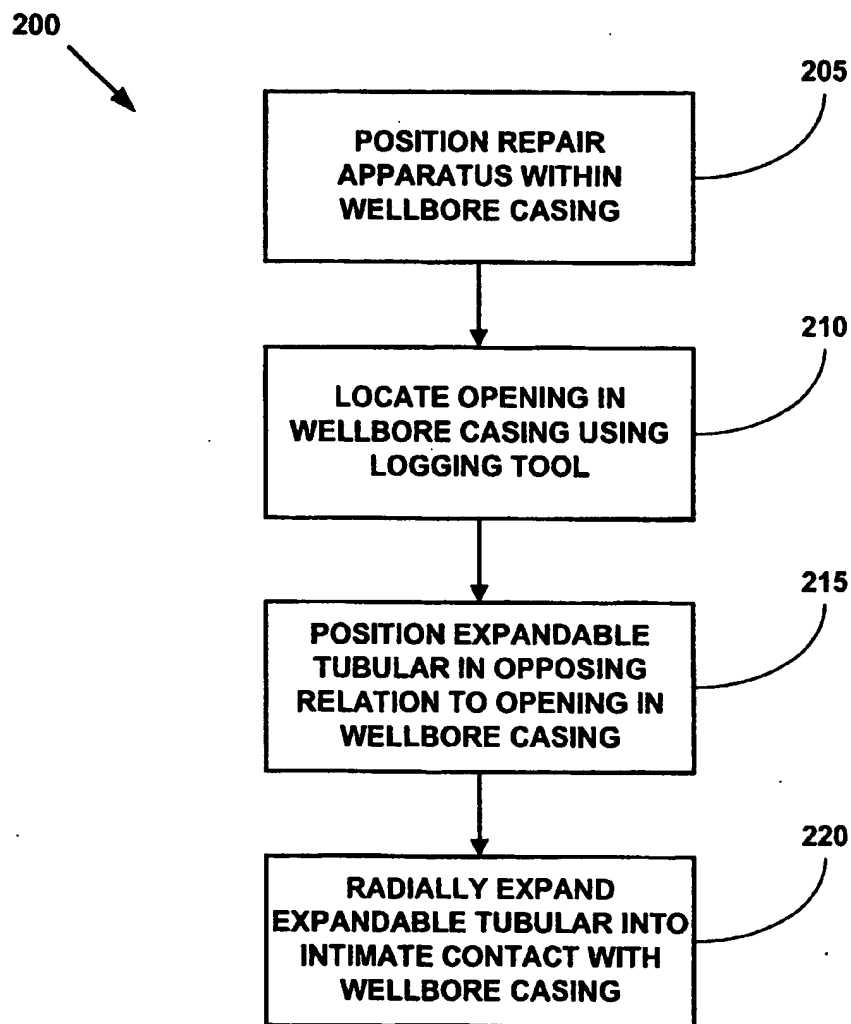 200
205
POSITION REPAIR
APPARATUS WITHIN
WELLBORE CASING
210
LOCATE OPENING IN
WELLBORE CASING USING
LOGGING TOOL
215
POSITION EXPANDABLE
TUBULAR IN OPPOSING
RELATION TO OPENING IN
WELLBORE CASING
220
RADIALLY EXPAND
EXPANDABLE TUBULAR INTO
INTIMATE CONTACT WITH
WELLBORE CASING